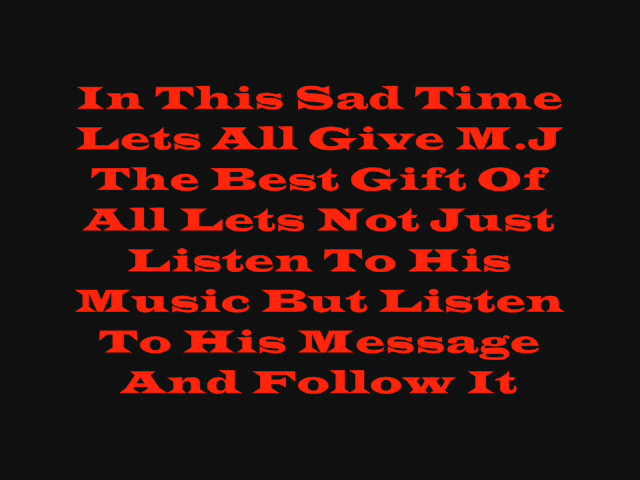 In This Sad Time
Lets All Give M.J
The Best Gift Of
All Lets Not Just
Listen To His
Music But Listen
To His Message
And Follow It